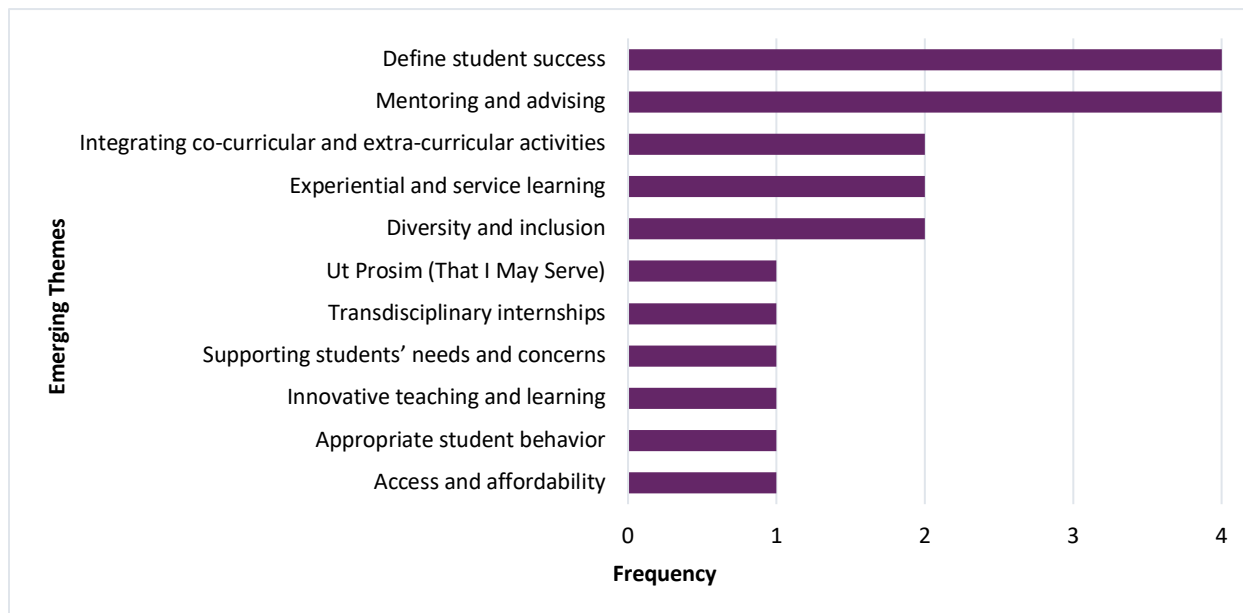 Define student success
Mentoring and advising
Integrating co-curricular and extra-curricular activities
Experiential and service learning
Diversity and inclusion
Ut Prosim (That I May Serve)
Transdisciplinary internships
Supporting students’ needs and concerns
Innovative teaching and learning
Appropriate student behavior
Access and affordability
Emerging Themes
0 1 2 3 4
Frequency